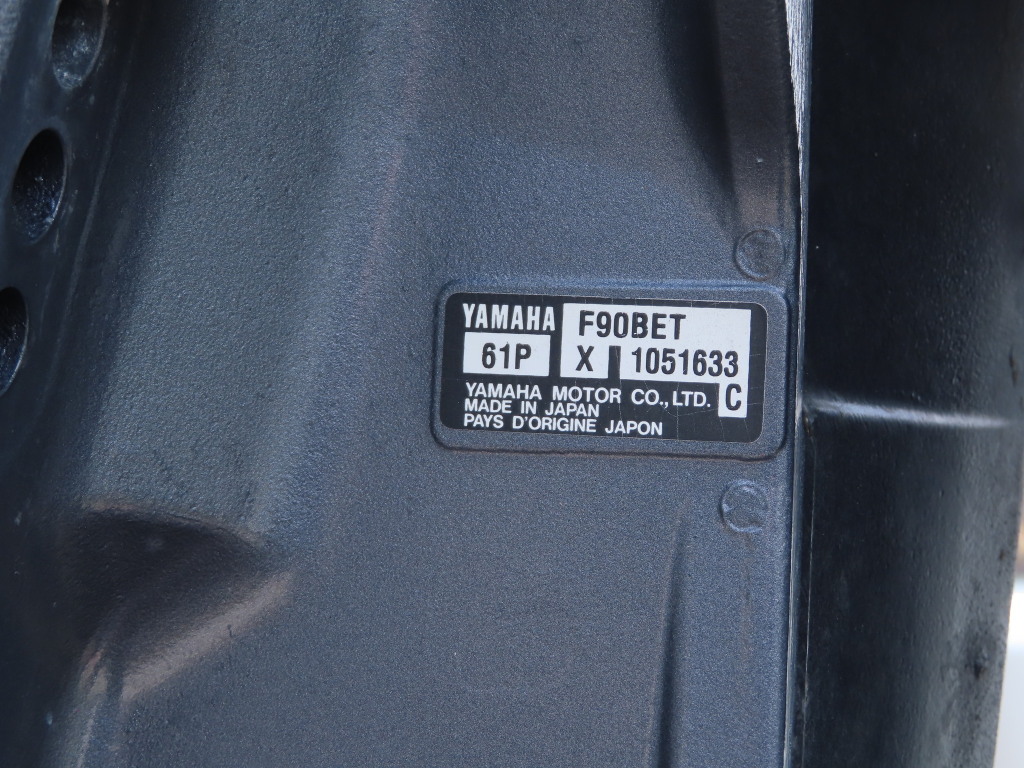 YAMAHA F90BET
61P X 1051633
YAMAHA MOTOR CO., LTD. C
MADE IN JAPAN
PAYS D'ORIGINE JAPON